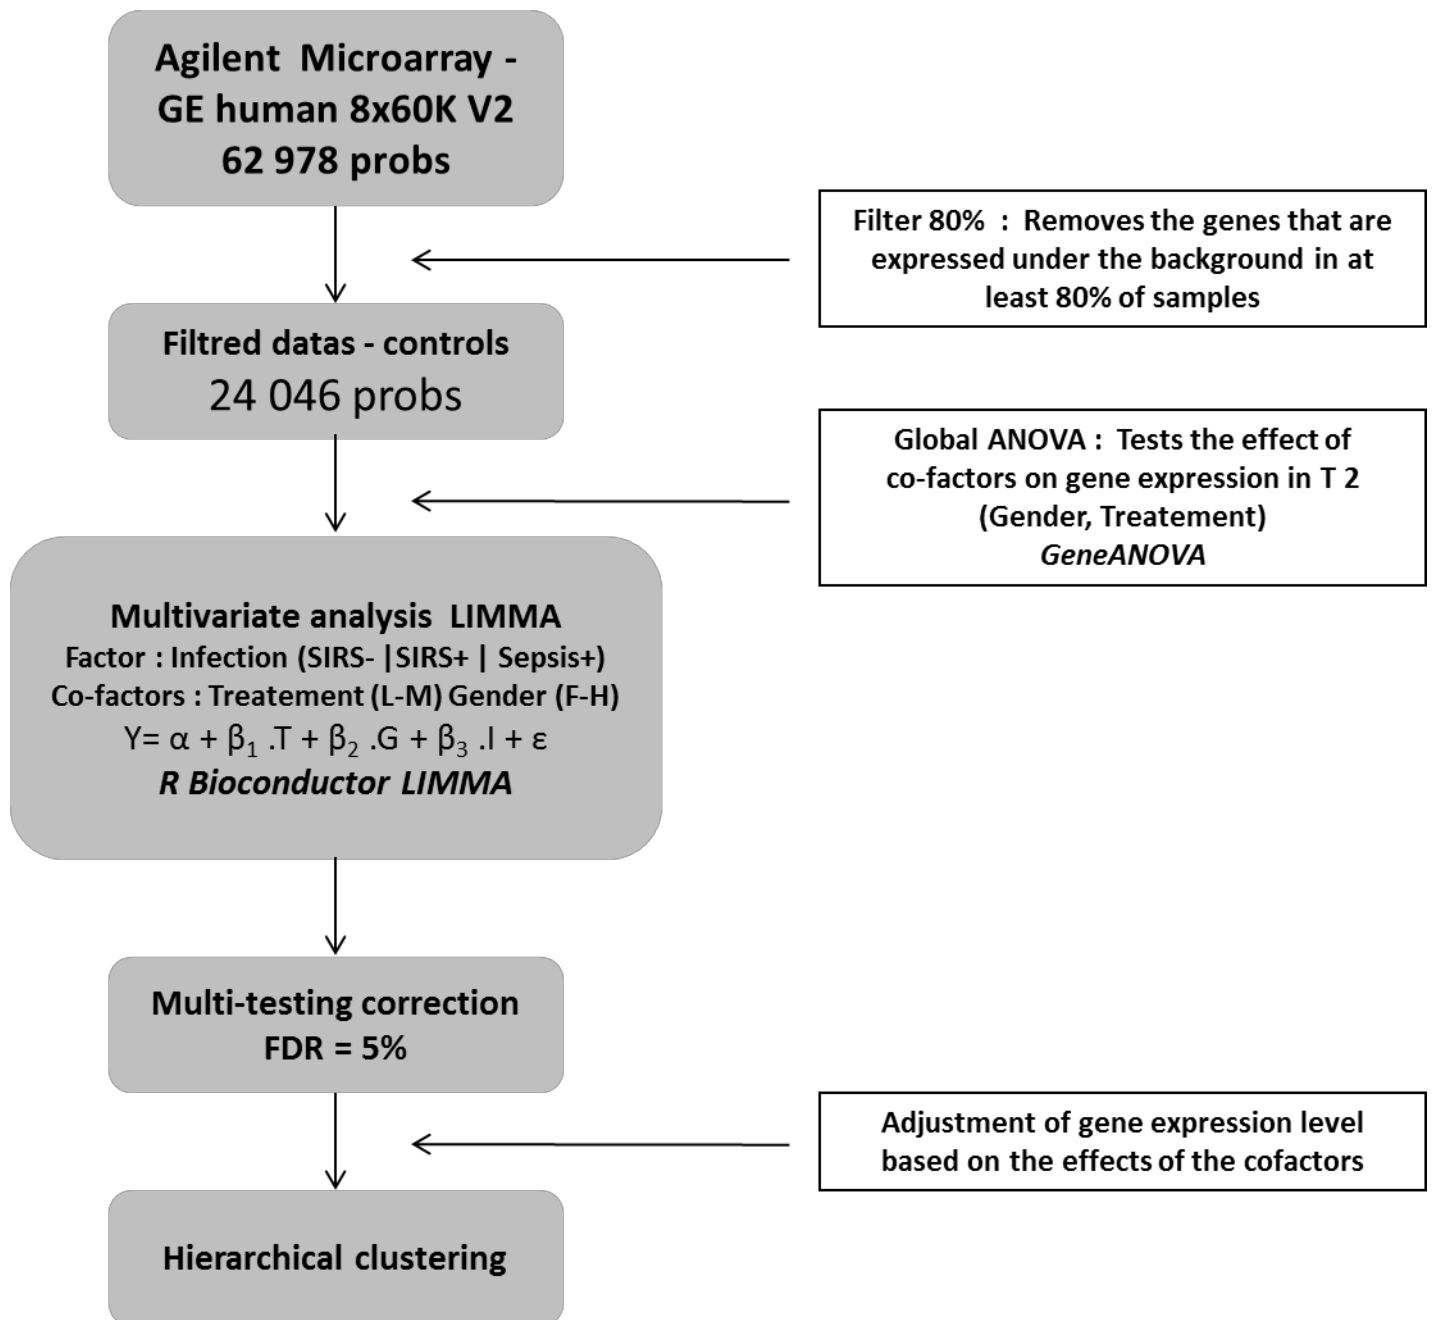 Agilent Microarray -
GE human 8x60K V2
62 978 probs
Filter 80% : Removes the genes that are
expressed under the background in at
least 80% of samples
Filtred datas - controls
24 046 probs
Global ANOVA : Tests the effect of
co-factors on gene expression in T 2
(Gender, Treatement)
GeneANOVA
Multivariate analysis LIMMA
Factor : Infection (SIRS- |SIRS+ | Sepsis+)
Co-factors : Treatement (L-M) Gender (F-H)
Y= α + β₁ .T + β₂ .G + β₃ .I + ε
R Bioconductor LIMMA
Multi-testing correction
FDR = 5%
Adjustment of gene expression level
based on the effects of the cofactors
Hierarchical clustering